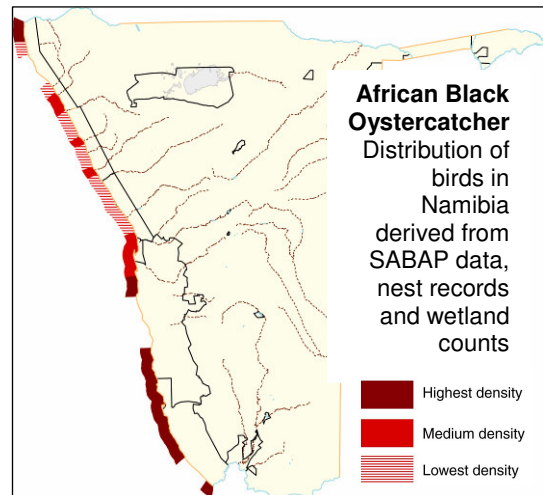 African Black
Oystercatcher
Distribution of
birds in
Namibia
derived from
SABAP data,
nest records
and wetland
counts
Highest density
Medium density
Lowest density